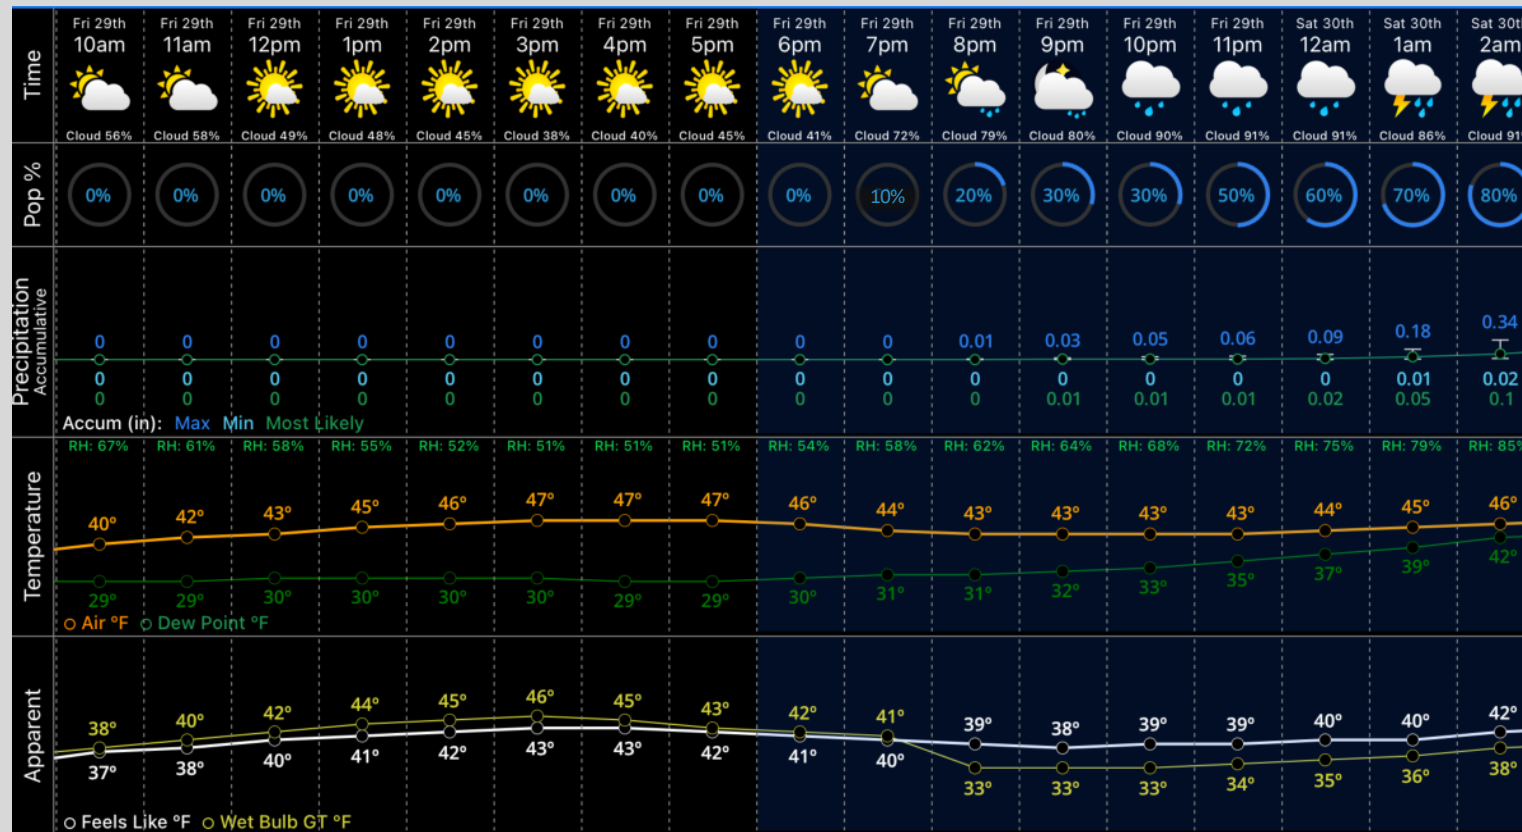 Time
Fri 29th Fri 29th Fri 29th Fri 29th Fri 29th Fri 29th Fri 29th Fri 29th Fri 29th Fri 29th Fri 29th Fri 29th Fri 29th Fri 29th Sat 30th Sat 30th Sat 30th
10am 11am 12pm 1pm 2pm 3pm 4pm 5pm 6pm 7pm 8pm 9pm 10pm 11pm 12am 1am 2am
Cloud 56% Cloud 58% Cloud 49% Cloud 48% Cloud 45% Cloud 38% Cloud 40% Cloud 45% Cloud 41% Cloud 72% Cloud 79% Cloud 80% Cloud 90% Cloud 91% Cloud 91% Cloud 86% Cloud 91%
Pop %
0% 0% 0% 0% 0% 0% 0% 0% 0% 10% 20% 30% 30% 50% 60% 70% 80%
Precipitation
Accumulative
0 0 0 0 0 0 0 0 0 0 0.01 0.03 0.05 0.06 0.09 0.18 0.34
0 0 0 0 0 0 0 0 0 0 0 0 0 0 0 0.01 0.02
0 0 0 0 0 0 0 0 0 0 0 0.01 0.01 0.01 0.02 0.05 0.1
Accum (in): Max Min Most Likely
Temperature
RH: 67% RH: 61% RH: 58% RH: 55% RH: 52% RH: 51% RH: 51% RH: 51% RH: 54% RH: 58% RH: 62% RH: 64% RH: 68% RH: 72% RH: 75% RH: 79% RH: 85%
40° 42° 43° 45° 46° 47° 47° 47° 46° 44° 43° 43° 43° 43° 44° 45° 46°
29° 29° 30° 30° 30° 30° 29° 29° 30° 31° 31° 32° 33° 35° 37° 39° 42°
Air °F Dew Point °F
Apparent
38° 40° 42° 44° 45° 46° 45° 43° 42° 41° 39° 38° 39° 39° 40° 40° 42°
37° 38° 40° 41° 42° 43° 43° 42° 41° 40° 33° 33° 33° 34° 35° 36° 38°
Feels Like °F Wet Bulb GT °F